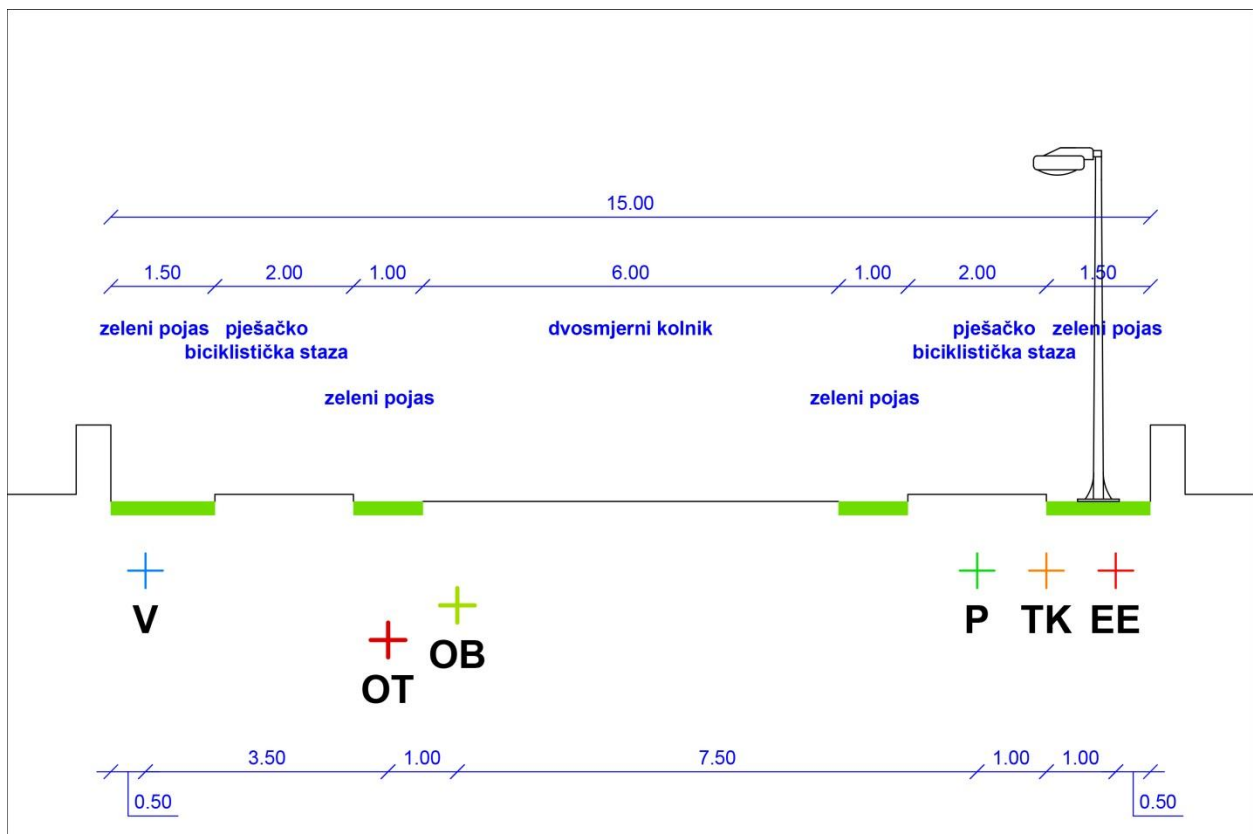 15.00
1.50 2.00 1.00 6.00 1.00 2.00 1.50
zeleni pojas pješačko dvosmjerni kolnik pješačko zeleni pojas
biciklistička staza biciklistička staza
zeleni pojas zeleni pojas
V OT OB P TK EE
3.50 1.00 7.50 1.00 1.00
0.50 0.50